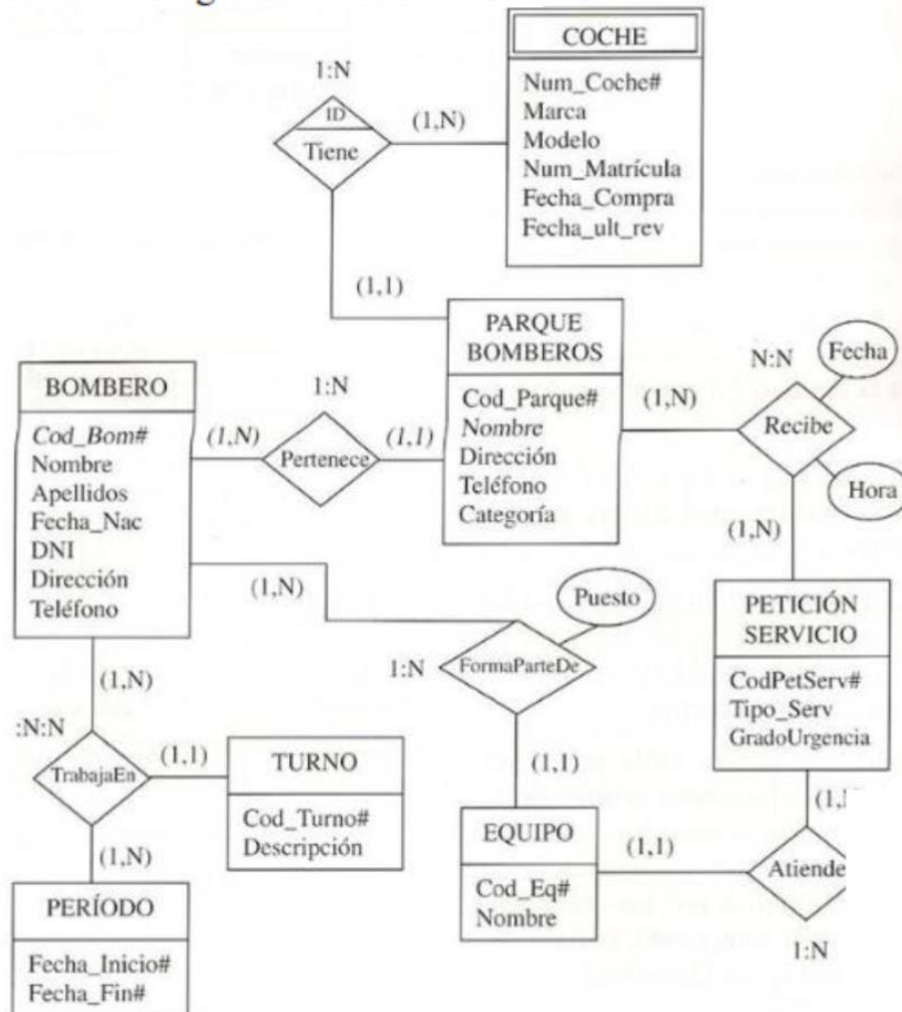 COCHE
Num_Coche#
Marca
Modelo
Num_Matrícula
Fecha_Compra
Fecha_ult_rev
1:N
ID
Tiene
(1,N)
(1,1)
PARQUE
BOMBEROS
Cod_Parque#
Nombre
Dirección
Teléfono
Categoría
BOMBERO
Cod_Bom#
Nombre
Apellidos
Fecha_Nac
DNI
Dirección
Teléfono
1:N
(1,N)
Pertenece
(1,1)
N:N
Fecha
(1,N)
Recibe
Hora
(1,N)
PETICIÓN
SERVICIO
CodPetServ#
Tipo_Serv
GradoUrgencia
(1,N)
Puesto
1:N
FormaParteDe
(1,1)
(1,N)
:N:N
TrabajaEn
(1,1)
TURNO
Cod_Turno#
Descripción
(1,N)
PERÍODO
Fecha_Inicio#
Fecha_Fin#
EQUIPO
Cod_Eq#
Nombre
(1,1)
Atiende
1:N